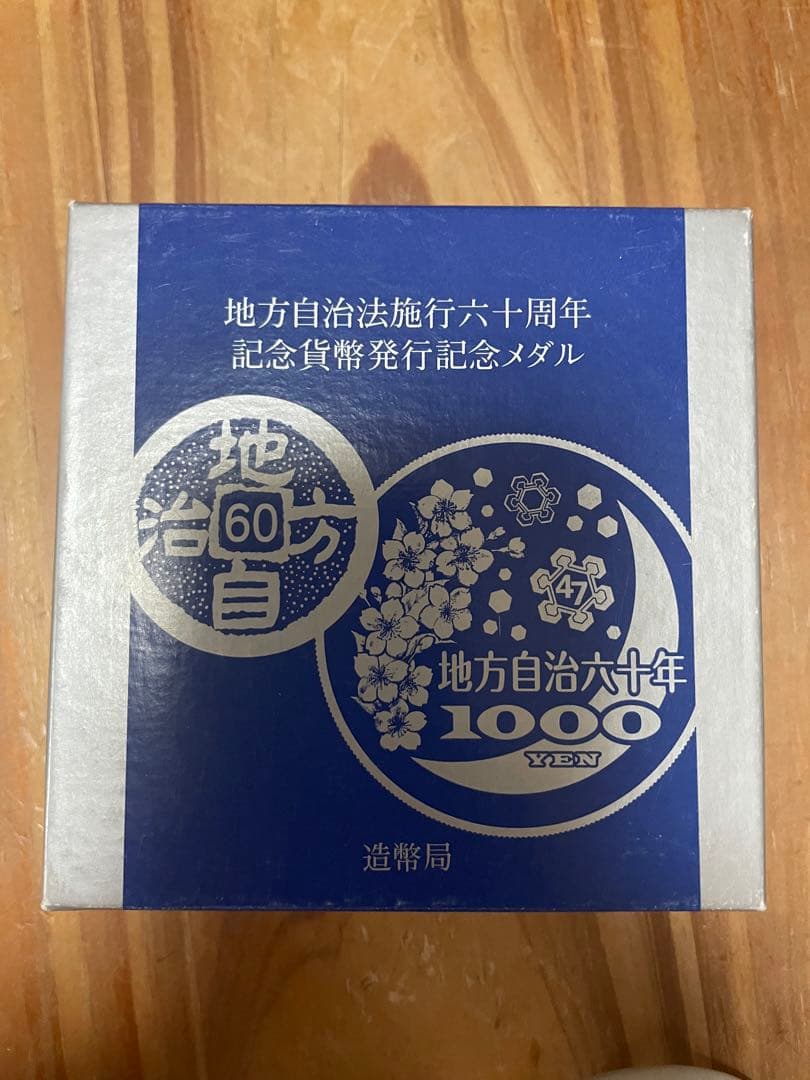 地方自治法施行六十周年
記念貨幣発行記念メダル
地方自治
60
47
地方自治六十年
1000
YEN
造幣局